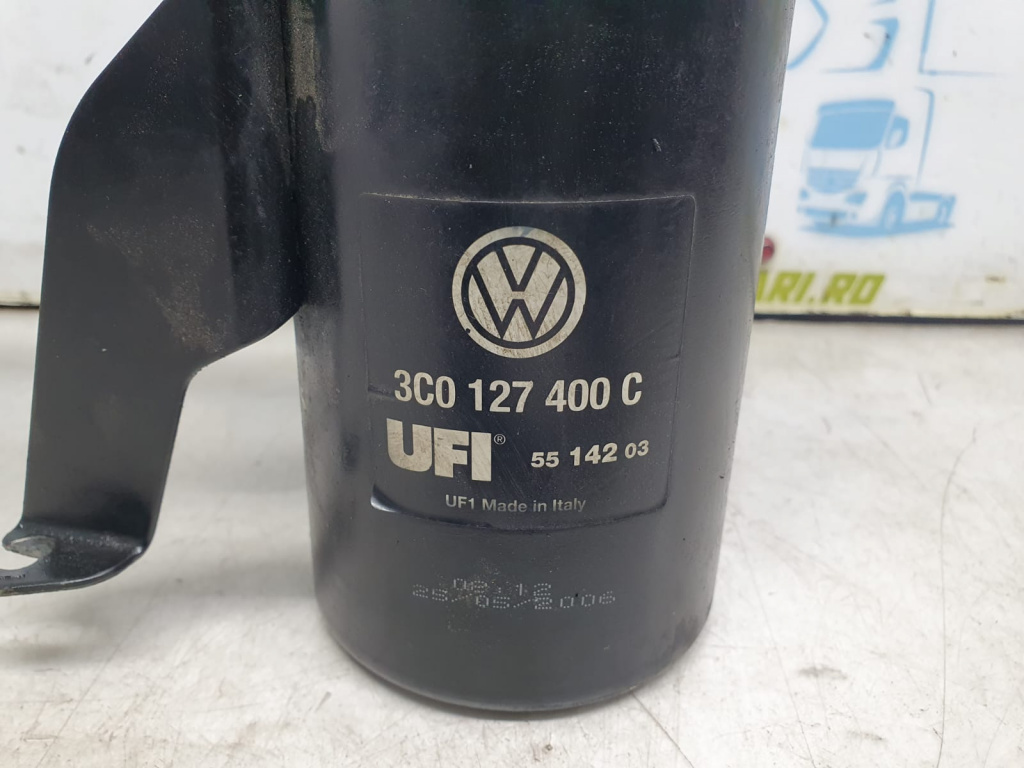 ARI.RO
3C0 127 400 C
UFI® 55 142 03
UF1 Made in Italy
25/05/2006